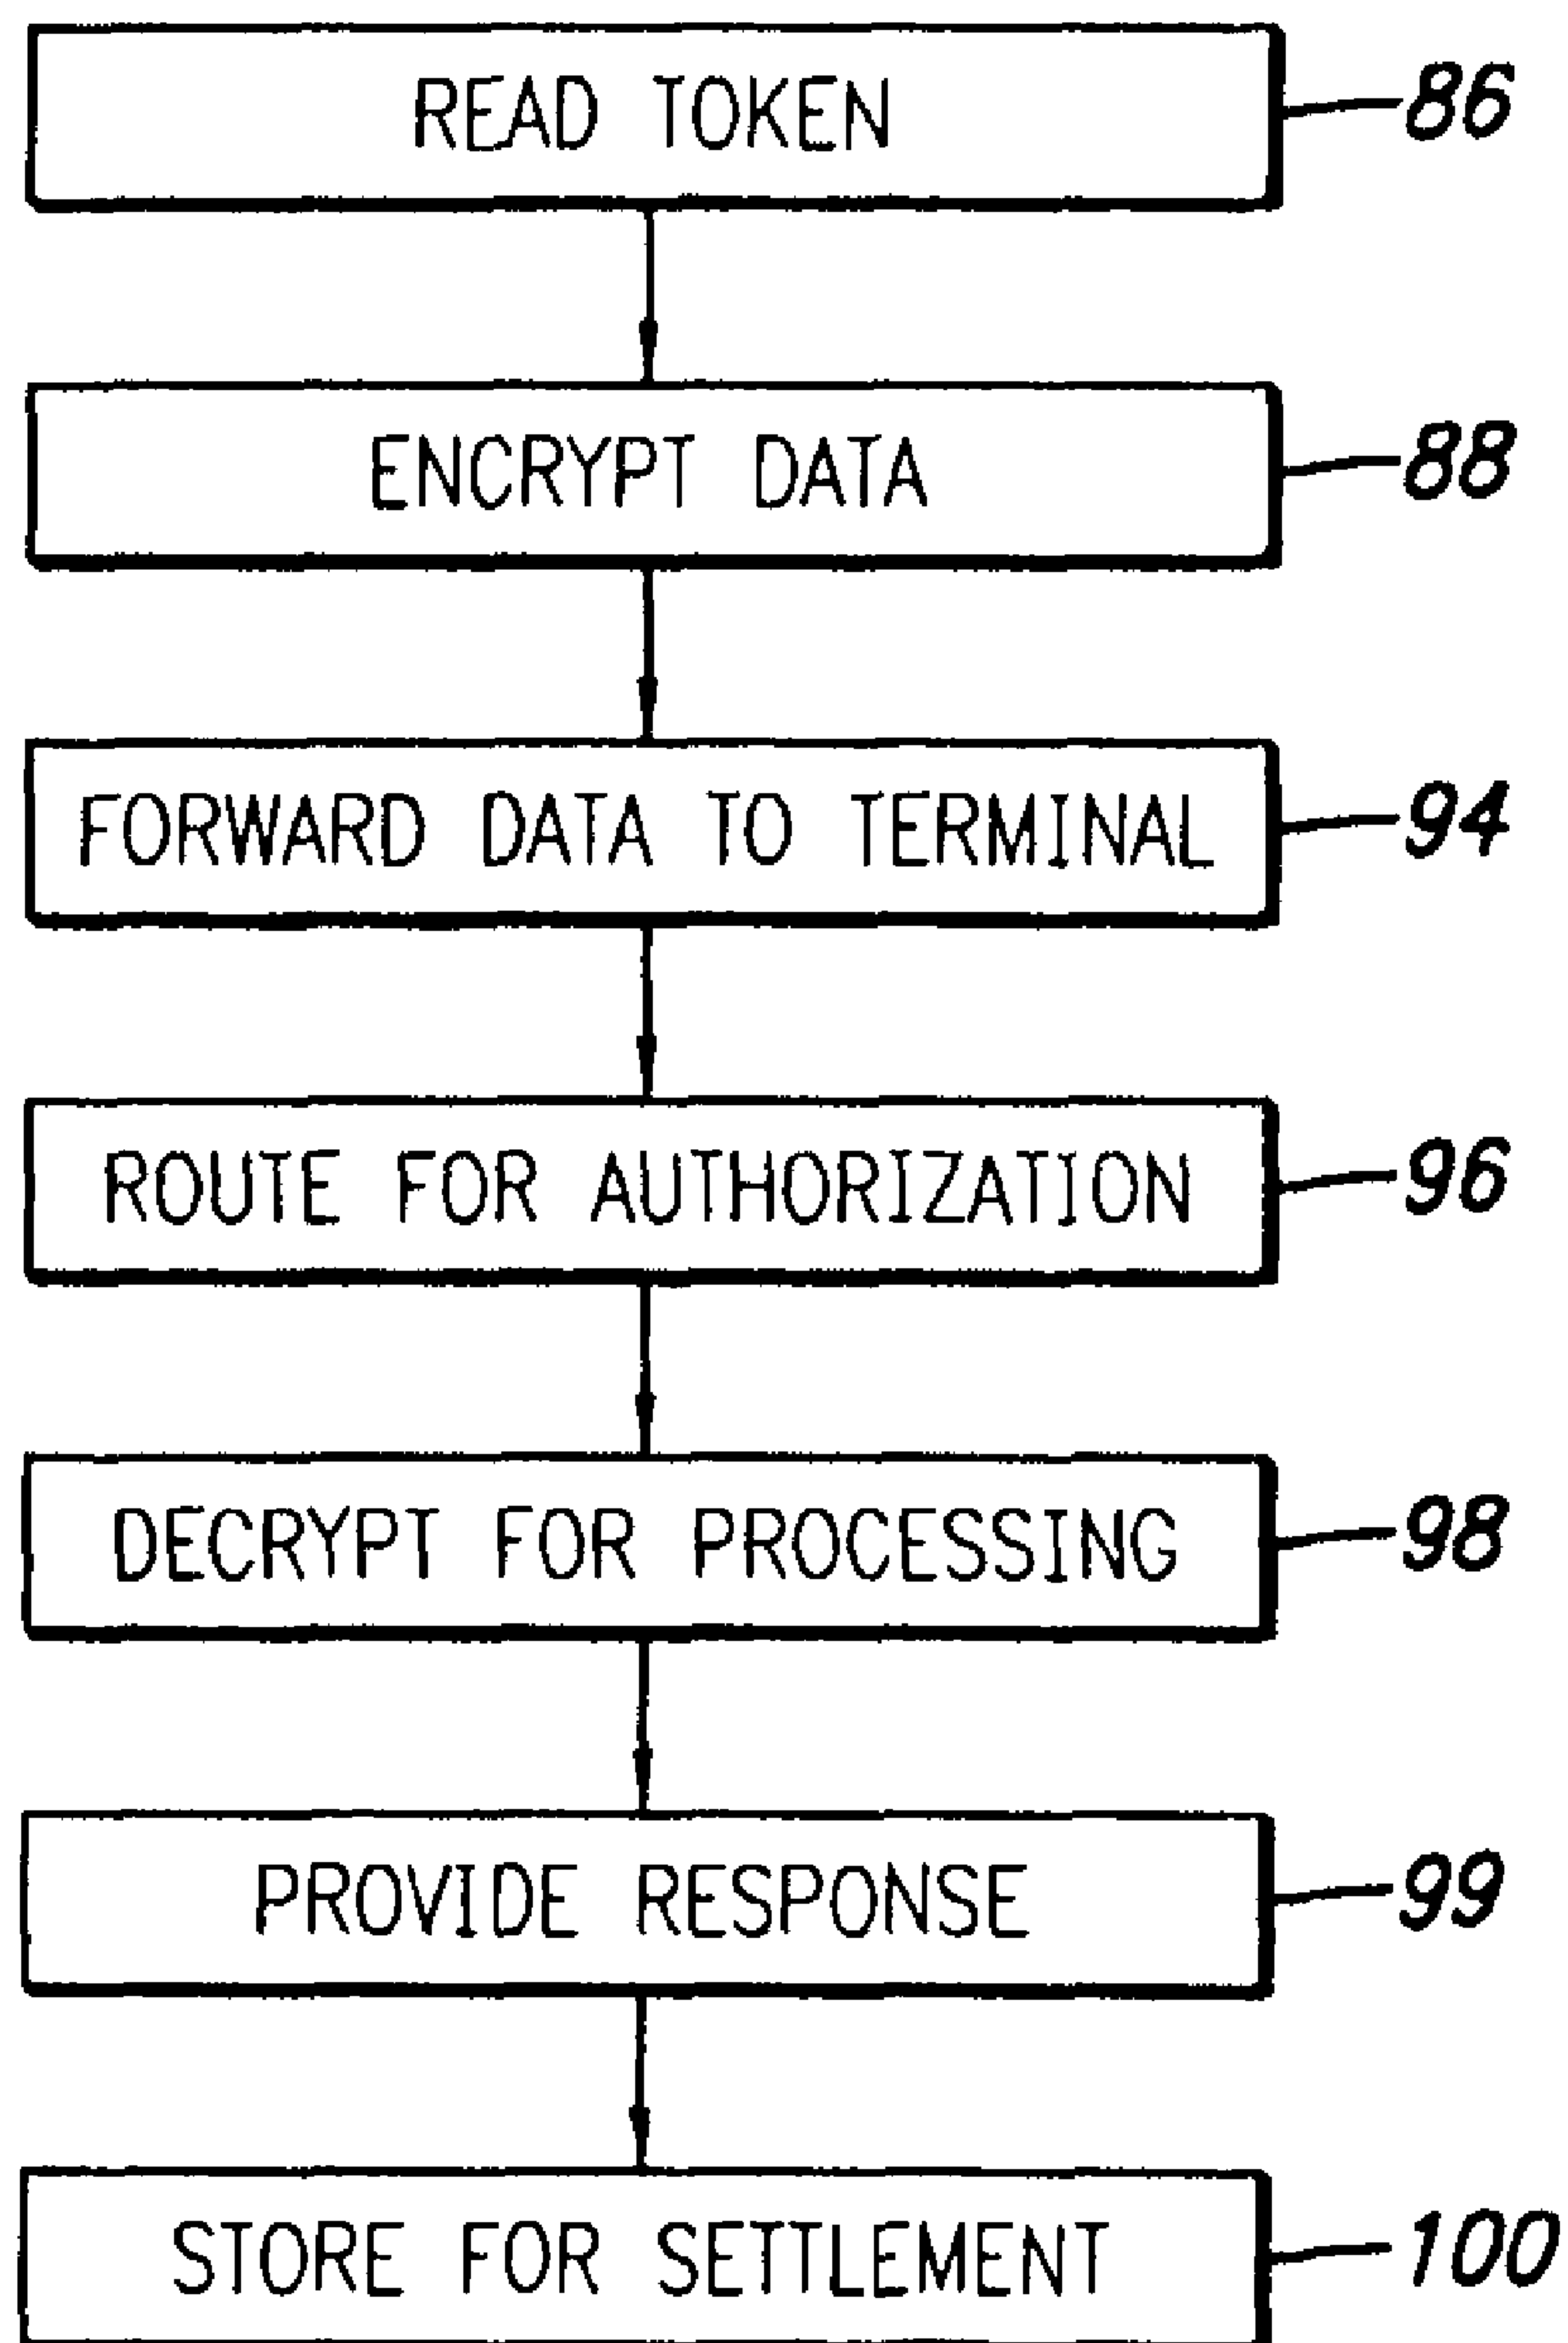 READ TOKEN 86
ENCRYPT DATA 88
FORWARD DATA TO TERMINAL 94
ROUTE FOR AUTHORIZATION 96
DECRYPT FOR PROCESSING 98
PROVIDE RESPONSE 99
STORE FOR SETTLEMENT 100